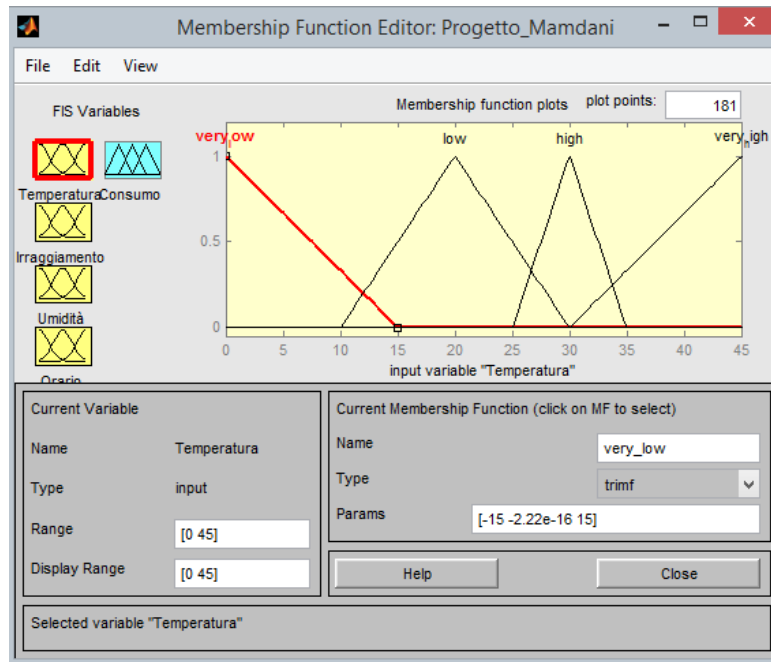 Membership Function Editor: Progetto_Mamdani
File Edit View
FIS Variables
Membership function plots plot points: 181
very_low low high very_high
Temperatura Consumo
Irraggiamento
Umidità
Orario
1
0.5
0
0 5 10 15 20 25 30 35 40 45
input variable "Temperatura"
Current Variable
Name Temperatura
Type input
Range [0 45]
Display Range [0 45]
Current Membership Function (click on MF to select)
Name very_low
Type trimf
Params [-15 -2.22e-16 15]
Help Close
Selected variable "Temperatura"